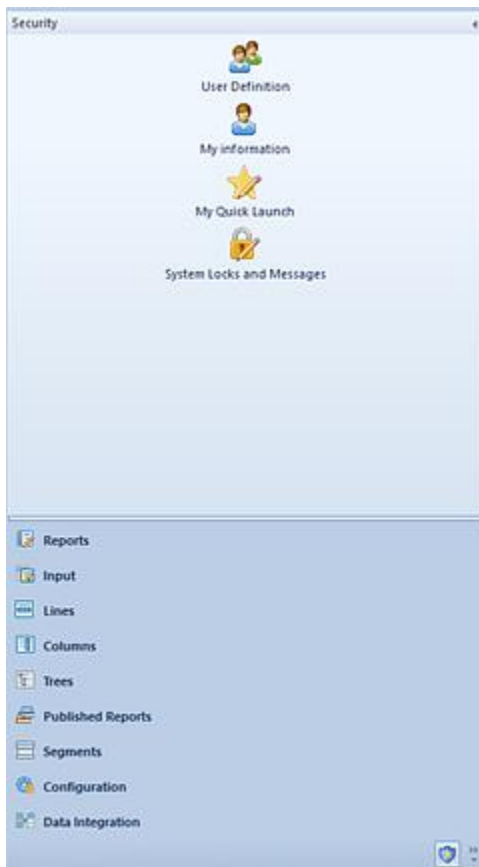 Security
User Definition
My information
My Quick Launch
System Locks and Messages
Reports
Input
Lines
Columns
Trees
Published Reports
Segments
Configuration
Data Integration